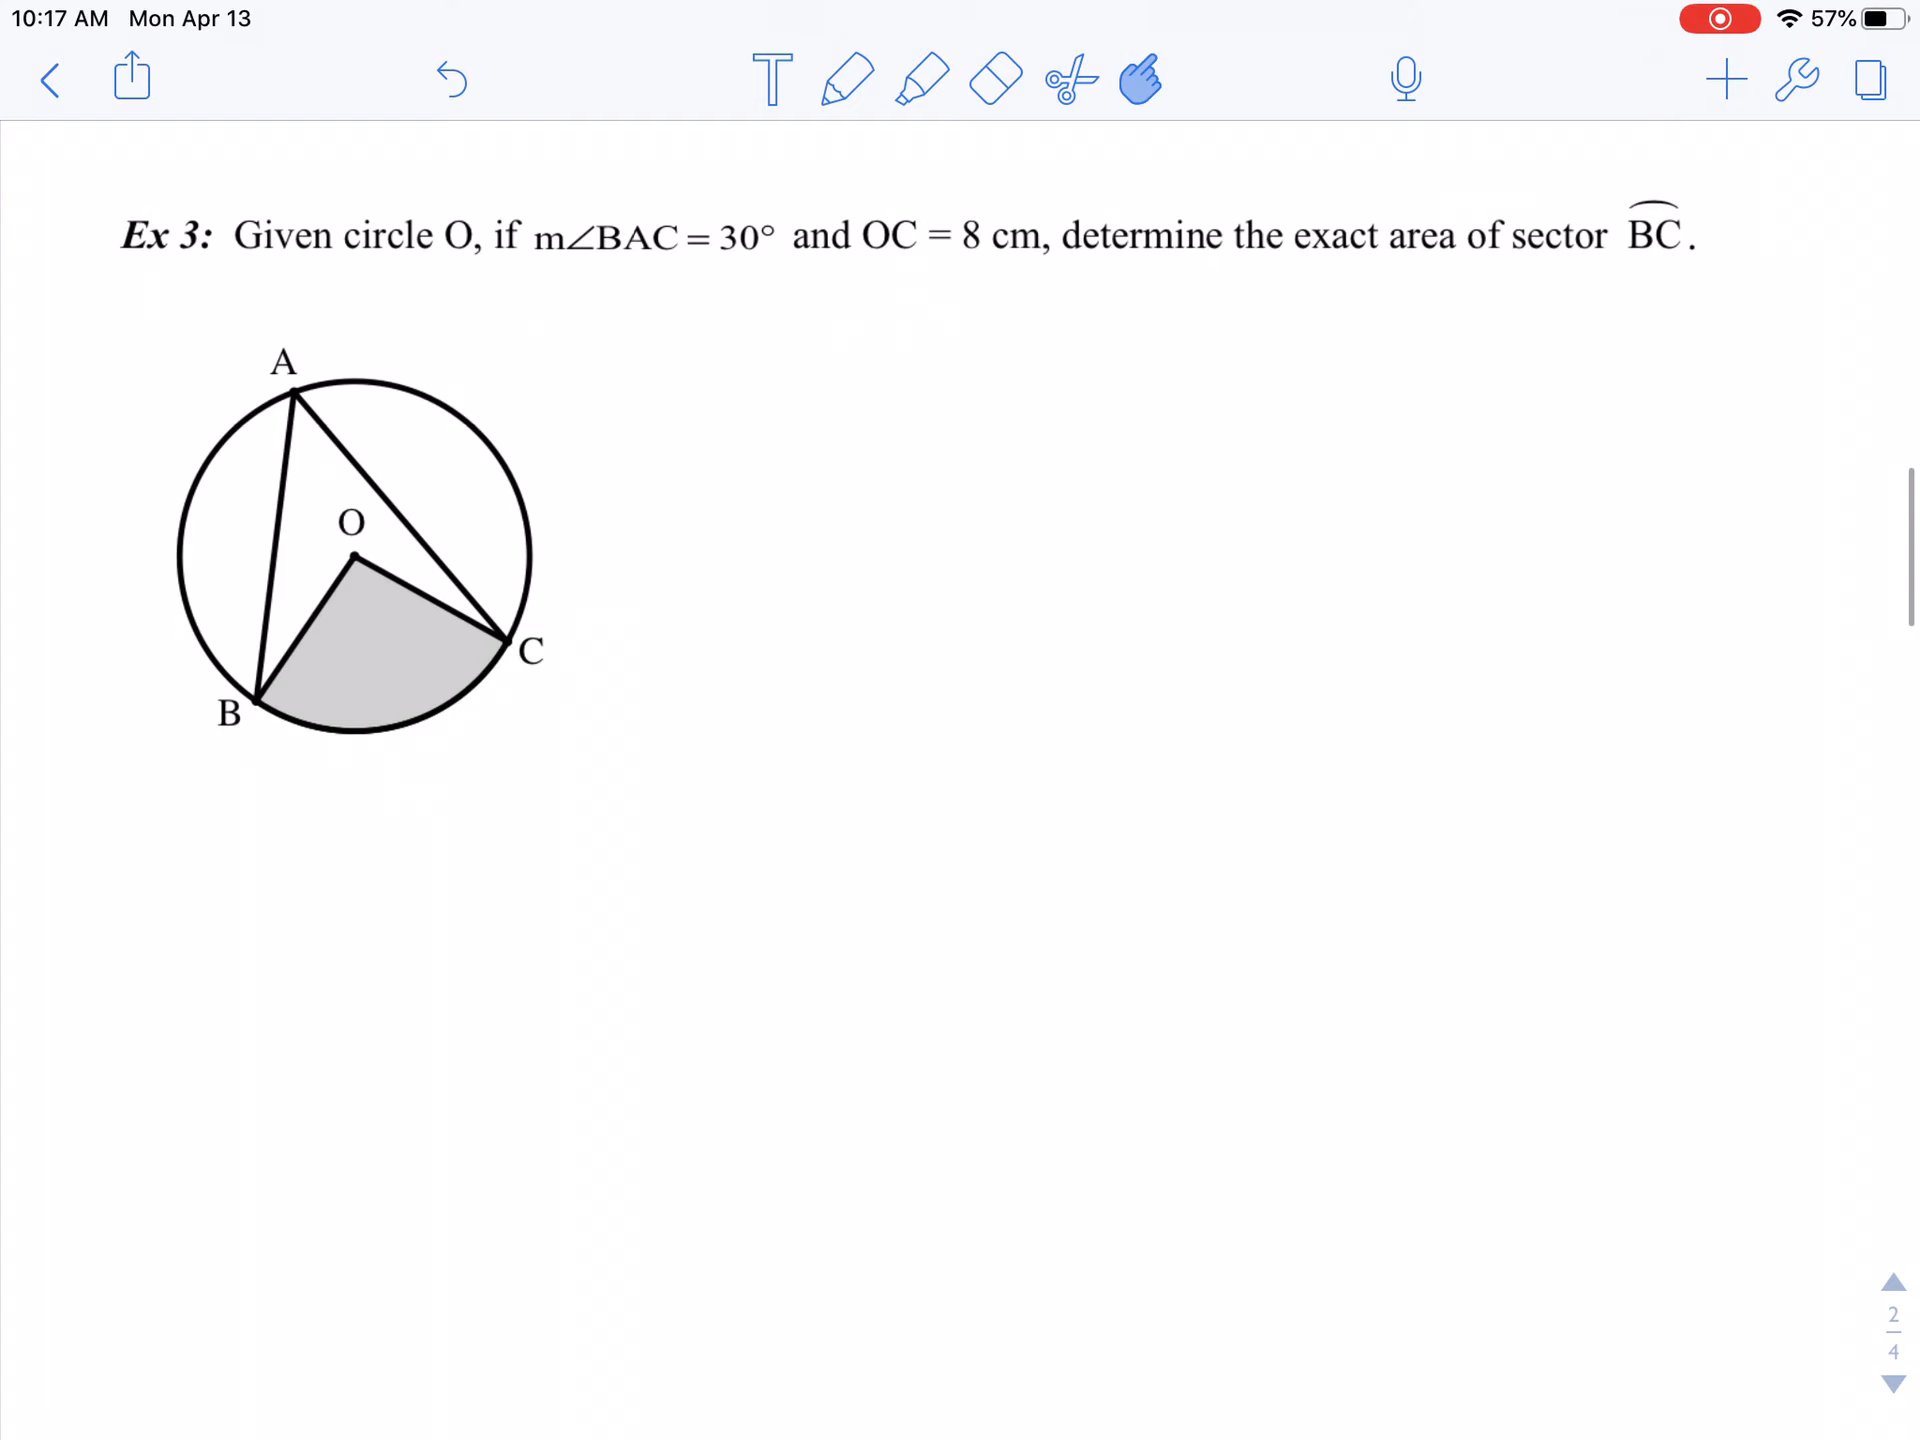 10:17 AM Mon Apr 13
57%
T
Ex 3: Given circle O, if m∠BAC = 30° and OC = 8 cm, determine the exact area of sector B͡C.
A
O
C
B
2
4